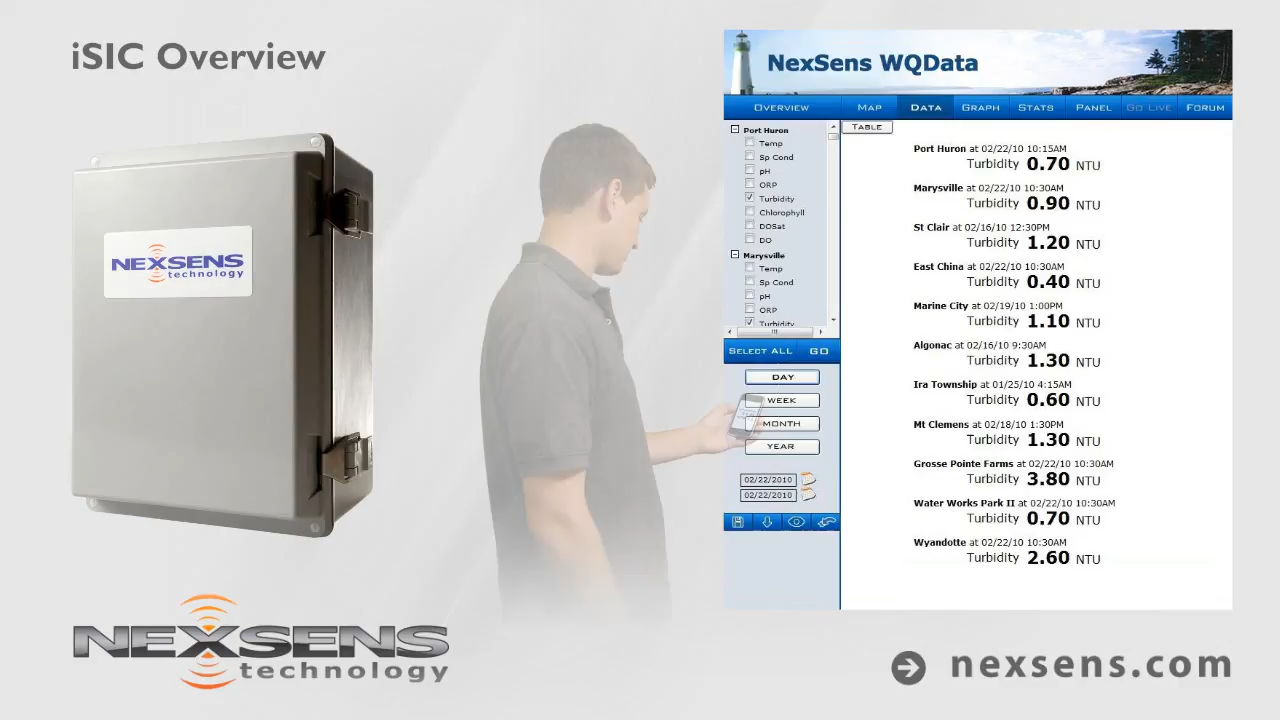 iSIC Overview
NEXSENS
technology
NEXSENS
technology
NexSens WQData
OVERVIEW MAP DATA GRAPH STATS PANEL GO LIVE FORUM
Port Huron
Temp
Sp Cond
pH
ORP
Turbidity
Chlorophyll
DOSat
DO
Marysville
Temp
Sp Cond
pH
ORP
Turbidity
SELECT ALL GO
DAY
WEEK
MONTH
YEAR
02/22/2010
02/22/2010
TABLE
Port Huron at 02/22/10 10:15AM
Turbidity 0.70 NTU
Marysville at 02/22/10 10:30AM
Turbidity 0.90 NTU
St Clair at 02/16/10 12:30PM
Turbidity 1.20 NTU
East China at 02/22/10 10:30AM
Turbidity 0.40 NTU
Marine City at 02/19/10 1:00PM
Turbidity 1.10 NTU
Algonac at 02/16/10 9:30AM
Turbidity 1.30 NTU
Ira Township at 01/25/10 4:15AM
Turbidity 0.60 NTU
Mt Clemens at 02/18/10 1:30PM
Turbidity 1.30 NTU
Grosse Pointe Farms at 02/22/10 10:30AM
Turbidity 3.80 NTU
Water Works Park II at 02/22/10 10:30AM
Turbidity 0.70 NTU
Wyandotte at 02/22/10 10:30AM
Turbidity 2.60 NTU
nexsens.com